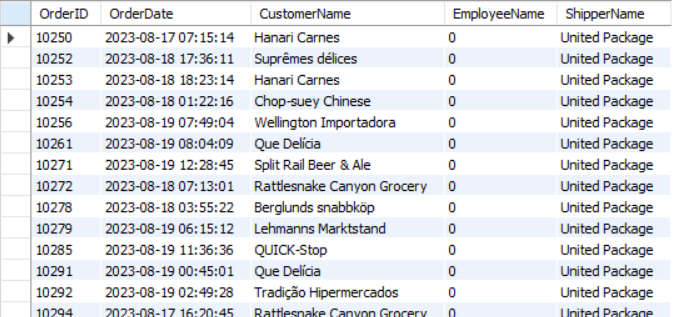 OrderID OrderDate CustomerName EmployeeName ShipperName
10250 2023-08-17 07:15:14 Hanari Carnes 0 United Package
10252 2023-08-18 17:36:11 Suprêmes délices 0 United Package
10253 2023-08-18 18:23:14 Hanari Carnes 0 United Package
10254 2023-08-18 01:22:16 Chop-suey Chinese 0 United Package
10256 2023-08-19 07:49:04 Wellington Importadora 0 United Package
10261 2023-08-19 08:04:09 Que Delícia 0 United Package
10271 2023-08-19 12:28:45 Split Rail Beer & Ale 0 United Package
10272 2023-08-18 07:13:01 Rattlesnake Canyon Grocery 0 United Package
10278 2023-08-18 03:55:22 Berglunds snabbköp 0 United Package
10279 2023-08-19 06:15:12 Lehmanns Marktstand 0 United Package
10285 2023-08-19 11:36:36 QUICK-Stop 0 United Package
10291 2023-08-19 00:45:01 Que Delícia 0 United Package
10292 2023-08-19 02:49:28 Tradição Hipermercados 0 United Package
10294 2023-08-17 16:20:45 Rattlesnake Canyon Grocery 0 United Package